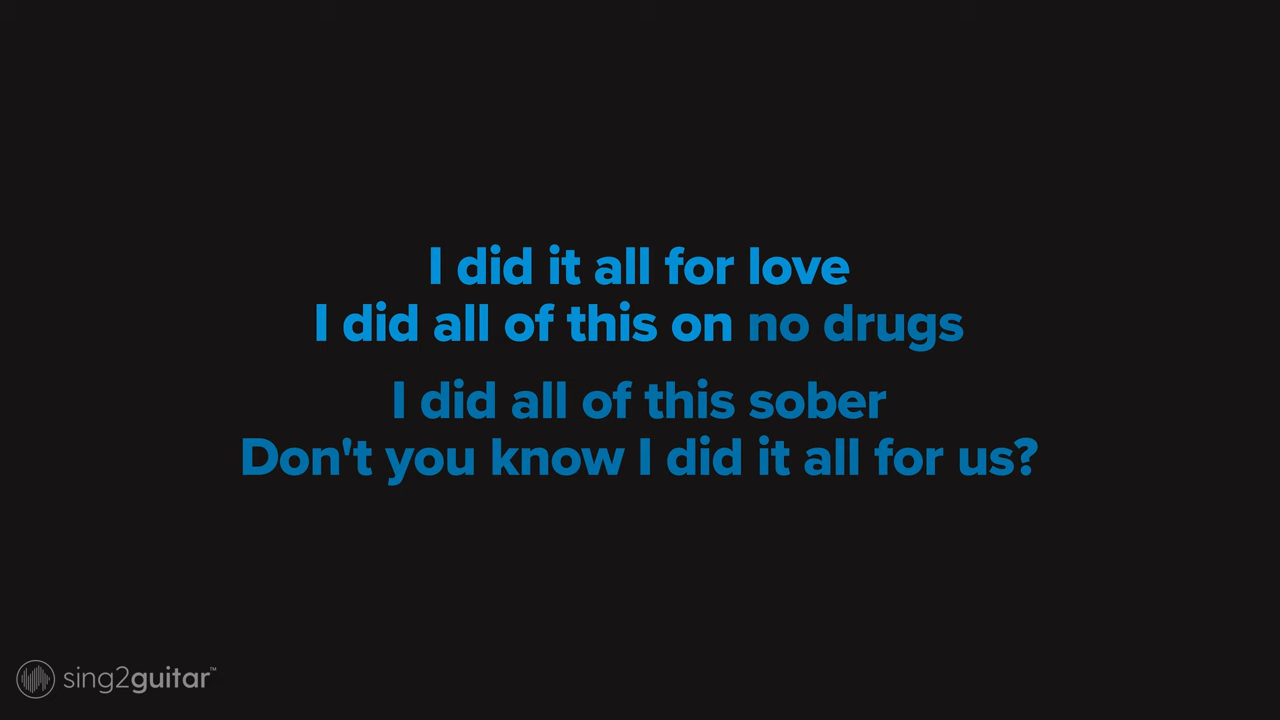 I did it all for love
I did all of this on no drugs
I did all of this sober
Don't you know I did it all for us?
sing2guitar™